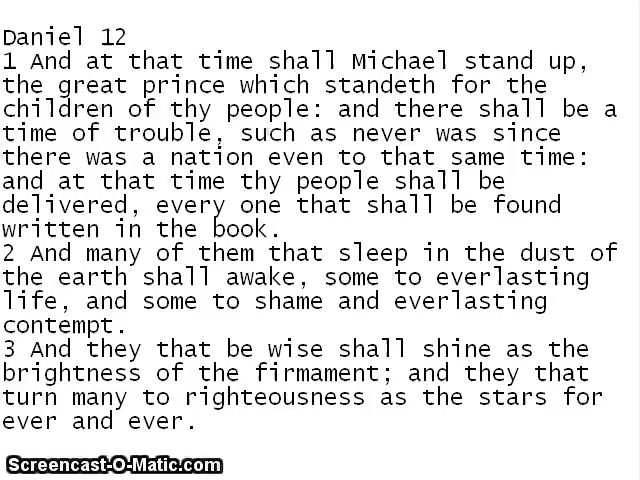 Daniel 12
1 And at that time shall Michael stand up,
the great prince which standeth for the
children of thy people: and there shall be a
time of trouble, such as never was since
there was a nation even to that same time:
and at that time thy people shall be
delivered, every one that shall be found
written in the book.
2 And many of them that sleep in the dust of
the earth shall awake, some to everlasting
life, and some to shame and everlasting
contempt.
3 And they that be wise shall shine as the
brightness of the firmament; and they that
turn many to righteousness as the stars for
ever and ever.
Screencast-O-Matic.com